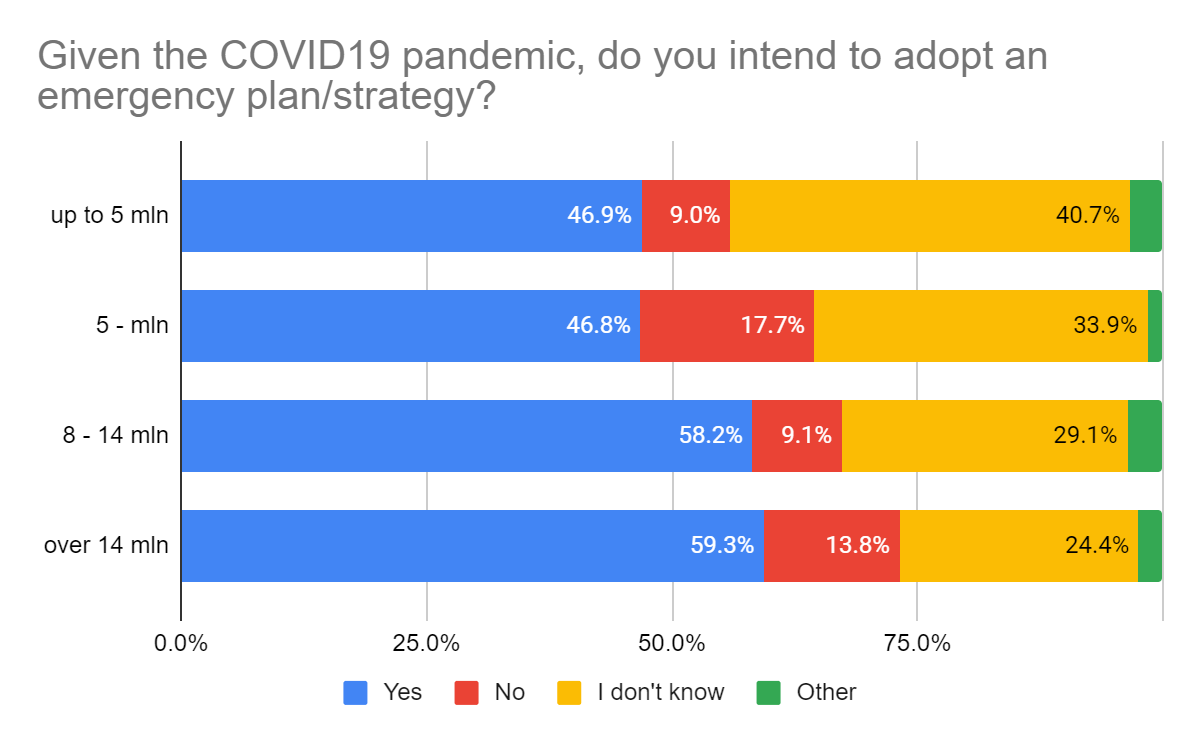 Given the COVID19 pandemic, do you intend to adopt an
emergency plan/strategy?
up to 5 mln 46.9% 9.0% 40.7%
5 - mln 46.8% 17.7% 33.9%
8 - 14 mln 58.2% 9.1% 29.1%
over 14 mln 59.3% 13.8% 24.4%
0.0% 25.0% 50.0% 75.0%
Yes No I don't know Other